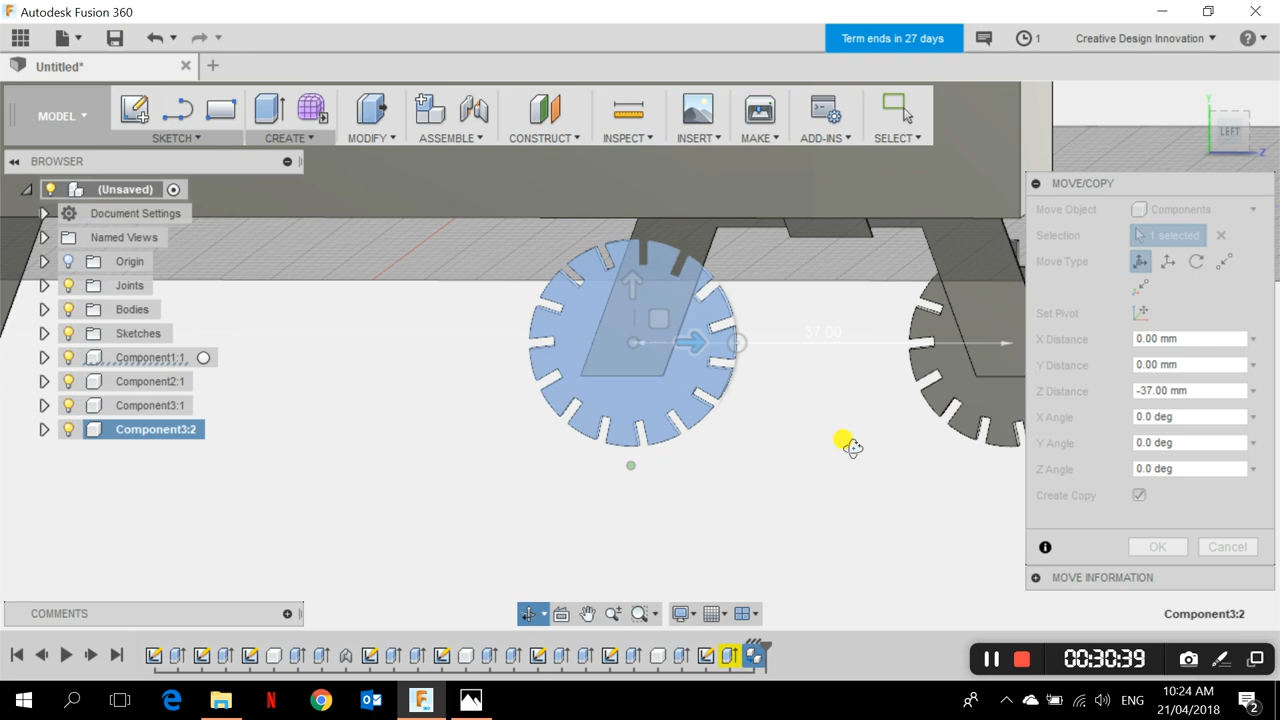 Autodesk Fusion 360
Term ends in 27 days
1
Creative Design Innovation
Untitled*
MODEL
SKETCH
CREATE
MODIFY
ASSEMBLE
CONSTRUCT
INSPECT
INSERT
MAKE
ADD-INS
SELECT
Y
LEFT
Z
BROWSER
(Unsaved)
Document Settings
Named Views
Origin
Joints
Bodies
Sketches
Component1:1
Component2:1
Component3:1
Component3:2
37.00
MOVE/COPY
Move Object
Components
Selection
1 selected
Move Type
Set Pivot
X Distance
0.00 mm
Y Distance
0.00 mm
Z Distance
-37.00 mm
X Angle
0.0 deg
Y Angle
0.0 deg
Z Angle
0.0 deg
Create Copy
OK
Cancel
MOVE INFORMATION
COMMENTS
Component3:2
00:30:39
ENG
10:24 AM
21/04/2018
2